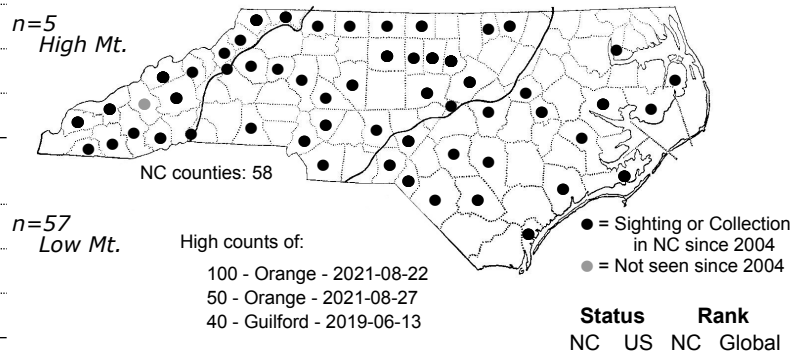 n=5
High Mt.
NC counties: 58
n=57
Low Mt.
High counts of:
100 - Orange - 2021-08-22
50 - Orange - 2021-08-27
40 - Guilford - 2019-06-13
= Sighting or Collection
in NC since 2004
= Not seen since 2004
Status Rank
NC US NC Global